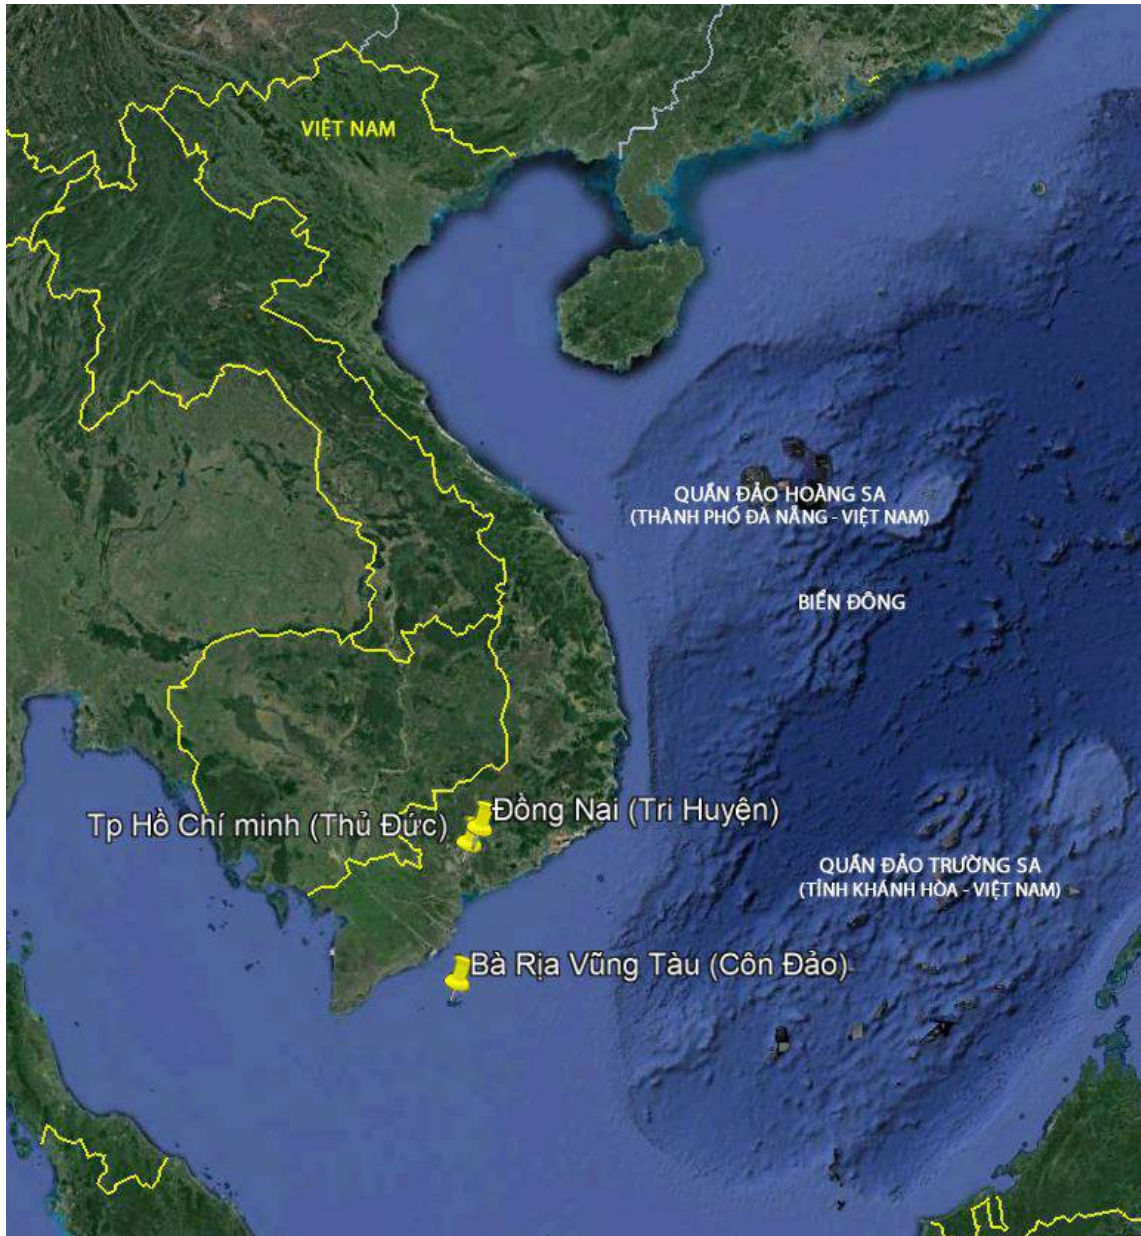 VIỆT NAM
QUẦN ĐẢO HOÀNG SA
(THÀNH PHỐ ĐÀ NẴNG - VIỆT NAM)
BIỂN ĐÔNG
Đồng Nai (Tri Huyện)
Tp Hồ Chí minh (Thủ Đức)
QUẦN ĐẢO TRƯỜNG SA
(TỈNH KHÁNH HÒA - VIỆT NAM)
Bà Rịa Vũng Tàu (Côn Đảo)